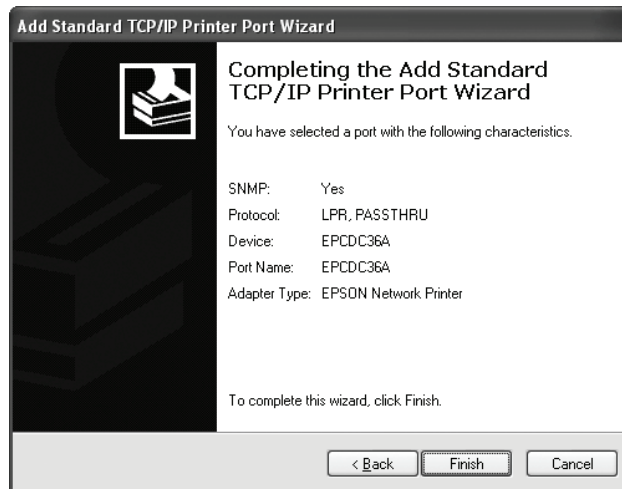 Add Standard TCP/IP Printer Port Wizard
Completing the Add Standard
TCP/IP Printer Port Wizard
You have selected a port with the following characteristics.
SNMP: Yes
Protocol: LPR, PASSTHRU
Device: EPCDC36A
Port Name: EPCDC36A
Adapter Type: EPSON Network Printer
To complete this wizard, click Finish.
< Back Finish Cancel